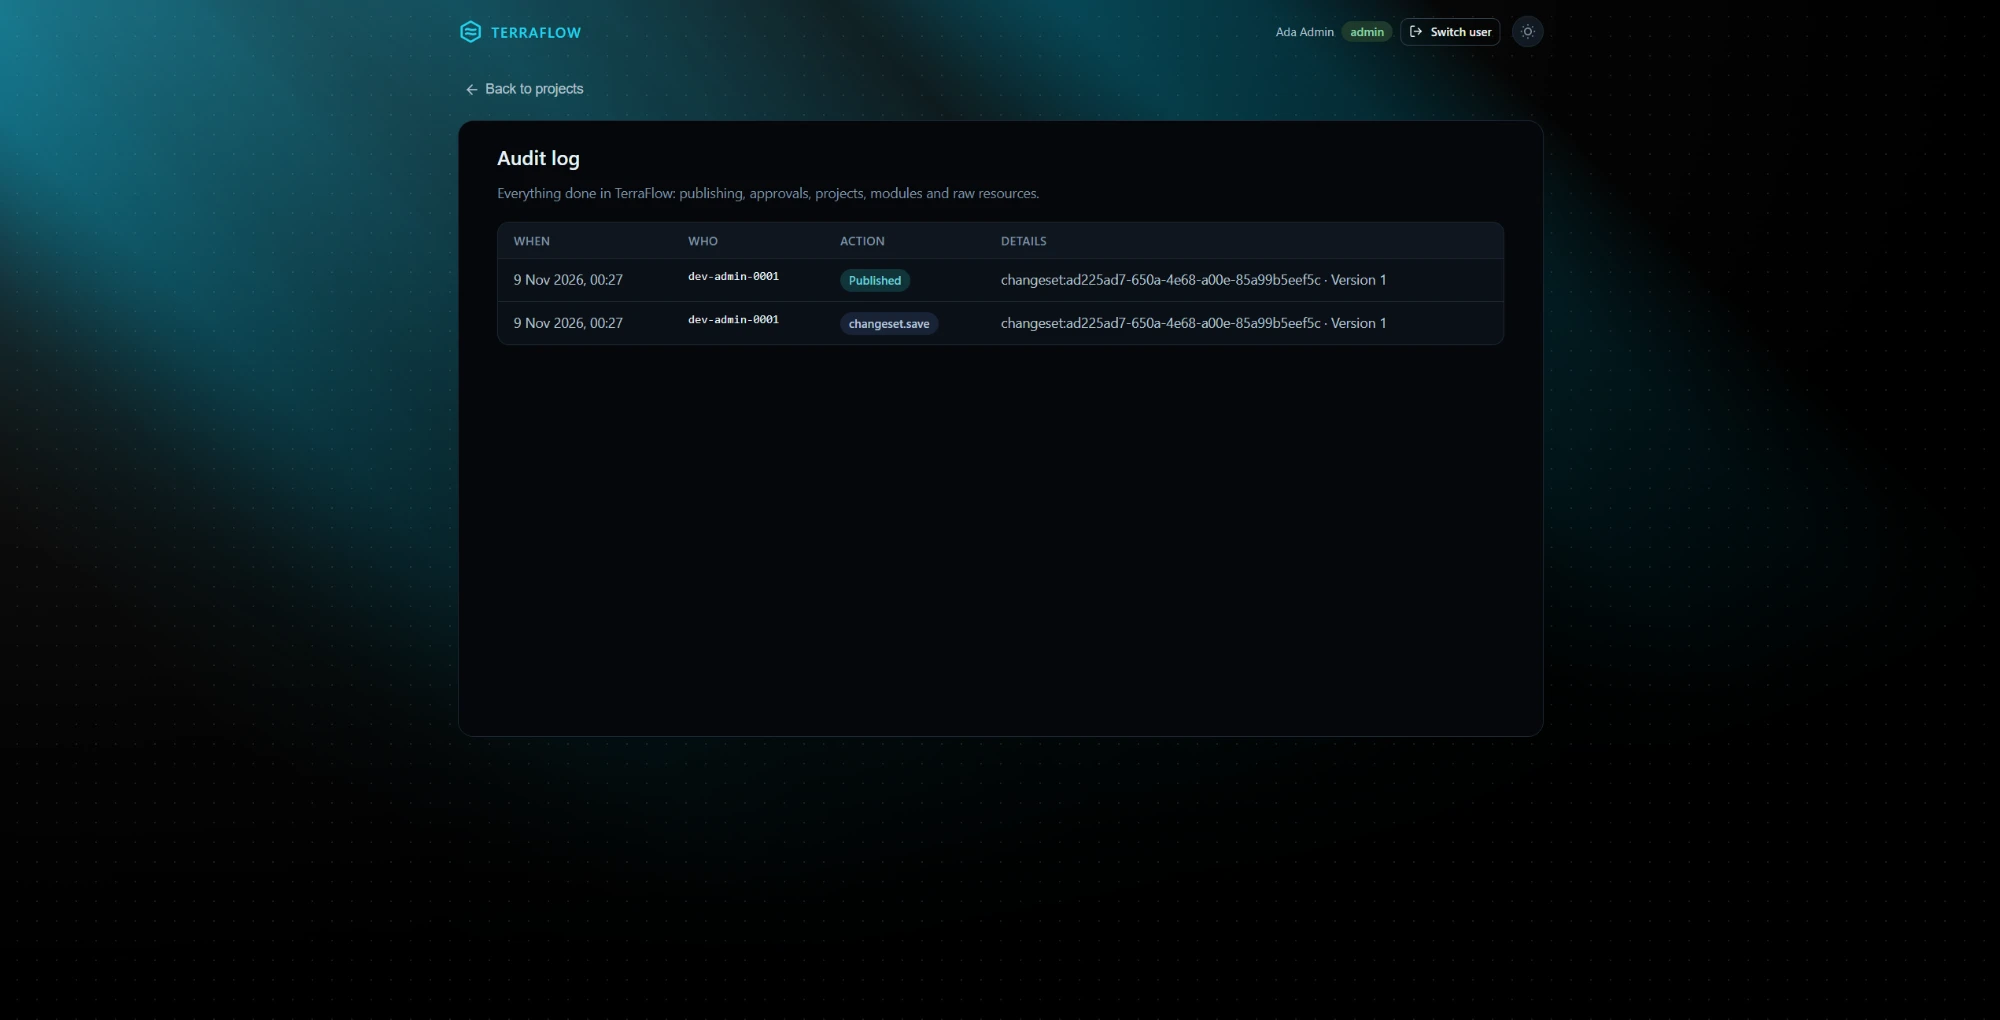 TERRAFLOW
Ada Admin admin Switch user
Back to projects
Audit log
Everything done in TerraFlow: publishing, approvals, projects, modules and raw resources.
WHEN WHO ACTION DETAILS
9 Nov 2026, 00:27 dev-admin-0001 Published changeset:ad225ad7-650a-4e68-a00e-85a99b5eef5c · Version 1
9 Nov 2026, 00:27 dev-admin-0001 changeset.save changeset:ad225ad7-650a-4e68-a00e-85a99b5eef5c · Version 1